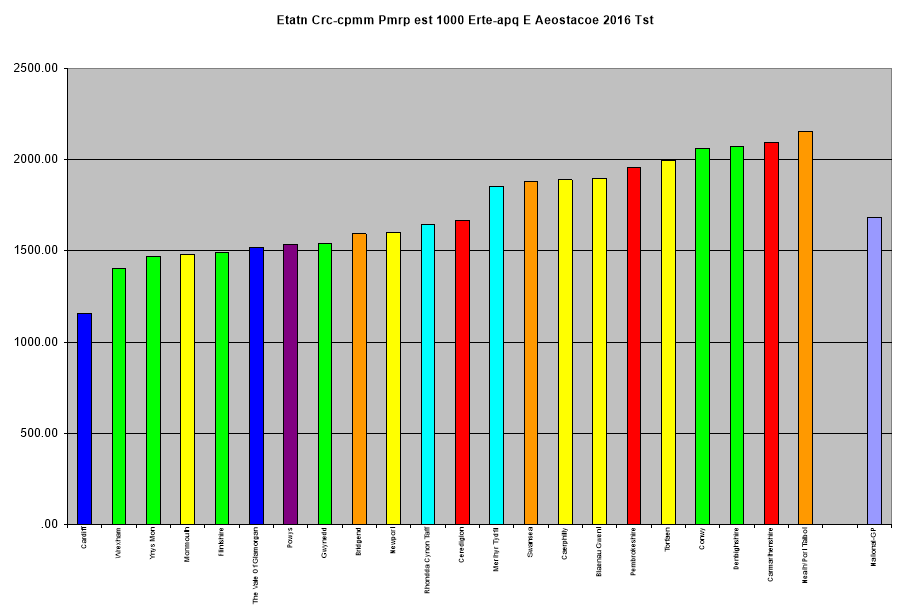 Etatn Crc-cpmm Pmrp est 1000 Erte-apq E Aeostacoe 2016 Tst
2500.00
2000.00
1500.00
1000.00
500.00
.00
Cardiff
Wrexham
Ynys Mon
Monmouth
Flintshire
The Vale Of Glamorgan
Powys
Gwynedd
Bridgend
Newport
Rhondda Cynon Taff
Ceredigion
Merthyr Tydfil
Swansea
Caerphilly
Blaenau Gwent
Pembrokeshire
Torfaen
Conwy
Denbighshire
Carmarthenshire
Neath/Port Talbot
National-GP